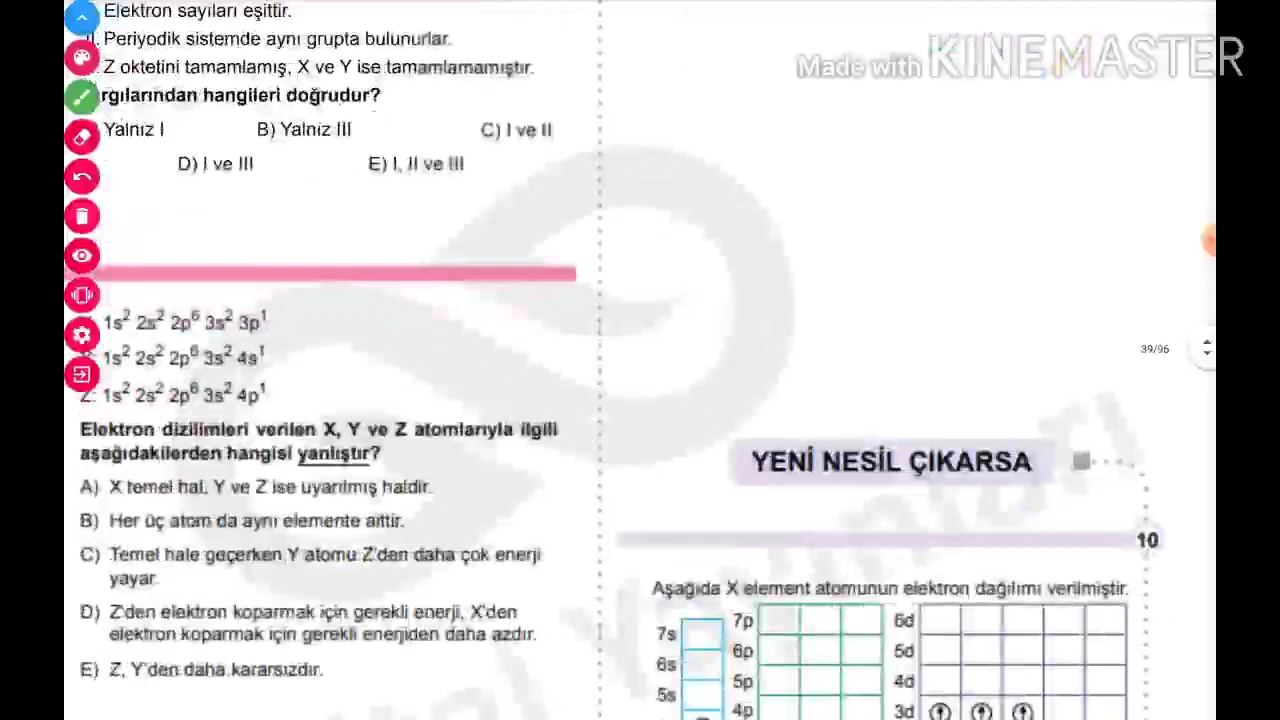 Elektron sayıları eşittir.
Periyodik sistemde aynı grupta bulunurlar.
Z oktetini tamamlamış, X ve Y ise tamamlamamıştır.
rgılarından hangileri doğrudur?
Yalnız I B) Yalnız III C) I ve II
D) I ve III E) I, II ve III
1s² 2s² 2p⁶ 3s² 3p¹
1s² 2s² 2p⁶ 3s² 4s¹
Z: 1s² 2s² 2p⁶ 3s² 4p¹
Elektron dizilimleri verilen X, Y ve Z atomlarıyla ilgili
aşağıdakilerden hangisi yanlıştır?
A) X temel hal, Y ve Z ise uyarılmış haldir.
B) Her üç atom da aynı elemente aittir.
C) Temel hale geçerken Y atomu Z'den daha çok enerji
yayar.
D) Z'den elektron koparmak için gerekli enerji, X'den
elektron koparmak için gerekli enerjiden daha azdır.
E) Z, Y'den daha kararsızdır.
Made with KINEMASTER
39/96
YENİ NESİL ÇIKARSA
10
Aşağıda X element atomunun elektron dağılımı verilmiştir.
7s 7p 6d
6s 6p 5d
5s 5p 4d
4p 3d